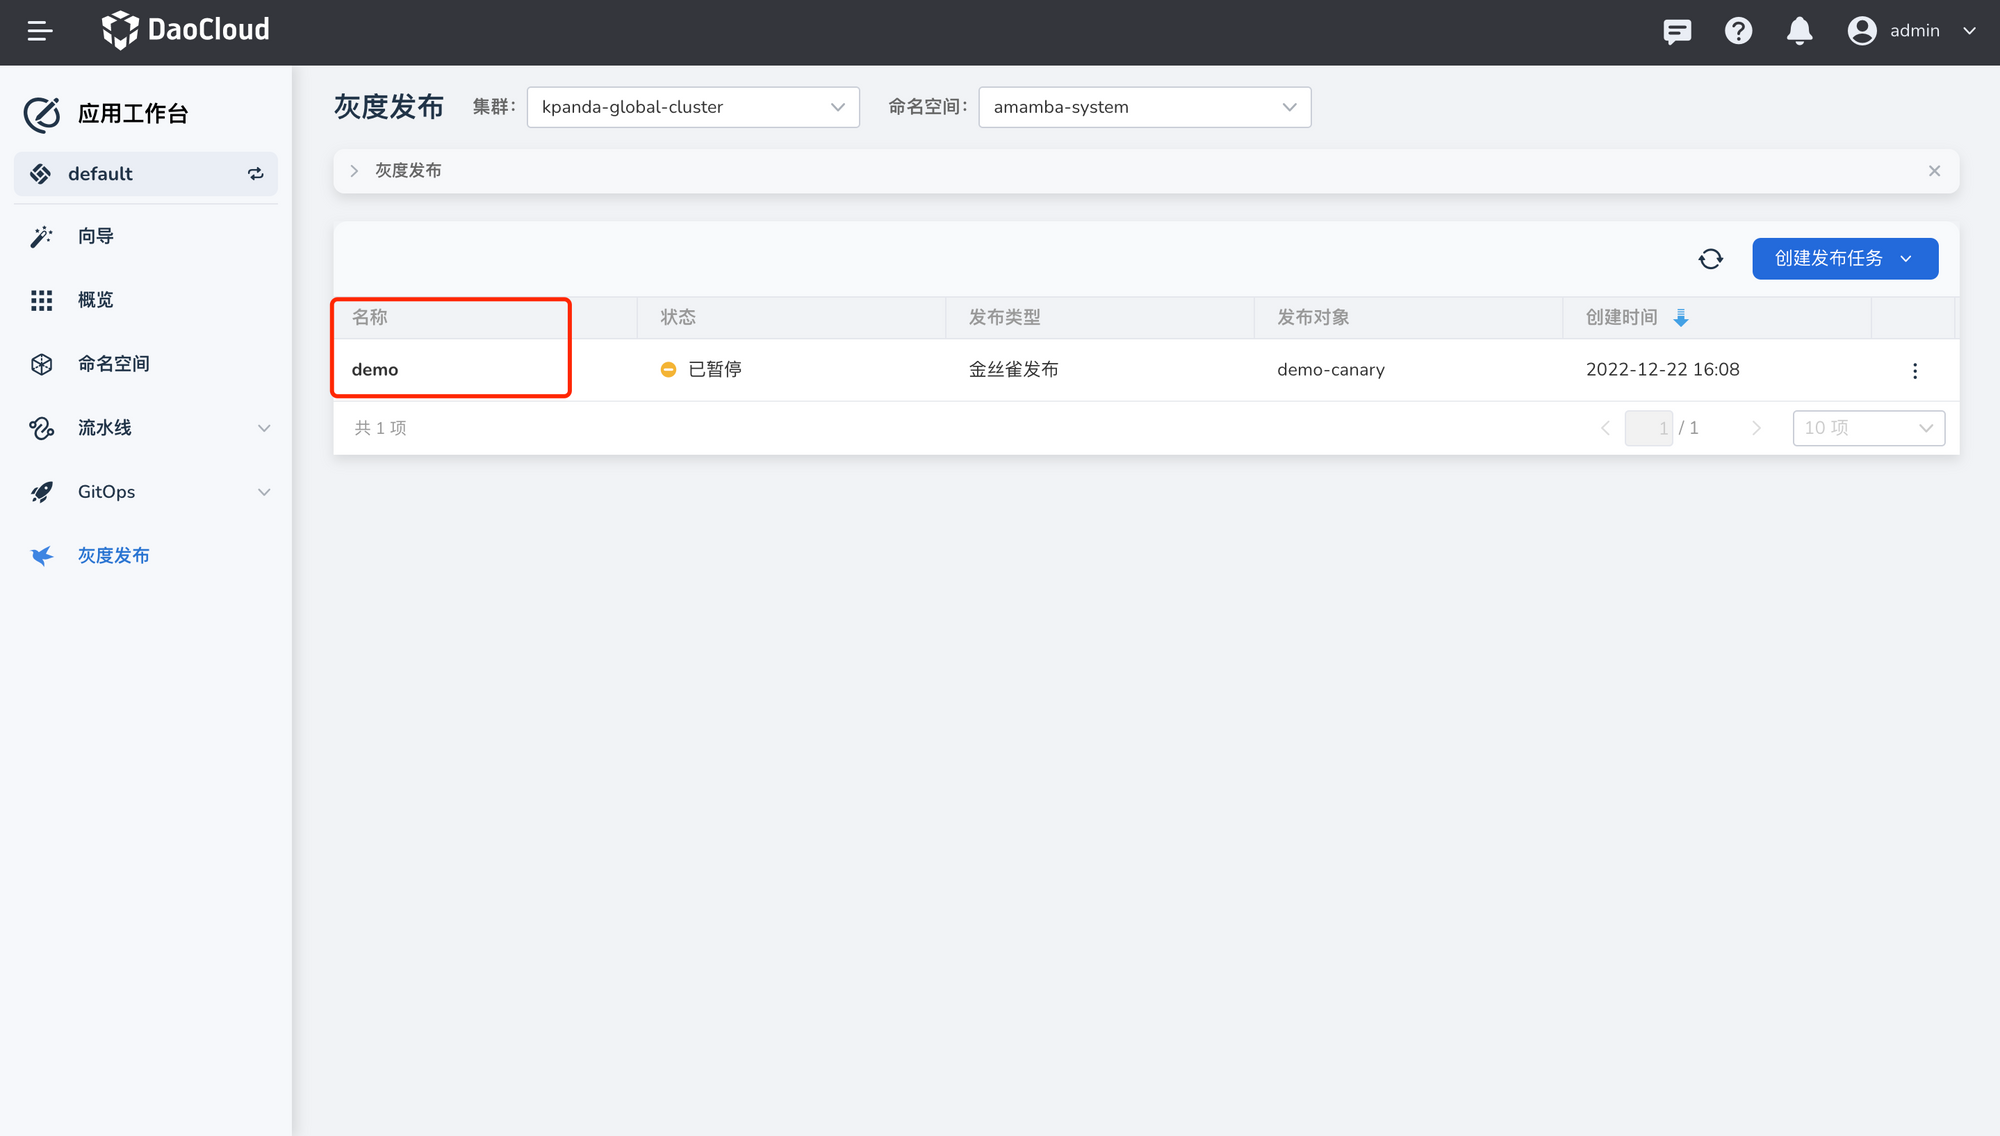 DaoCloud
admin
应用工作台
default
向导
概览
命名空间
流水线
GitOps
灰度发布
灰度发布 集群: kpanda-global-cluster 命名空间: amamba-system
灰度发布
创建发布任务
名称 状态 发布类型 发布对象 创建时间
demo 已暂停 金丝雀发布 demo-canary 2022-12-22 16:08
共 1 项 1 / 1 10 项